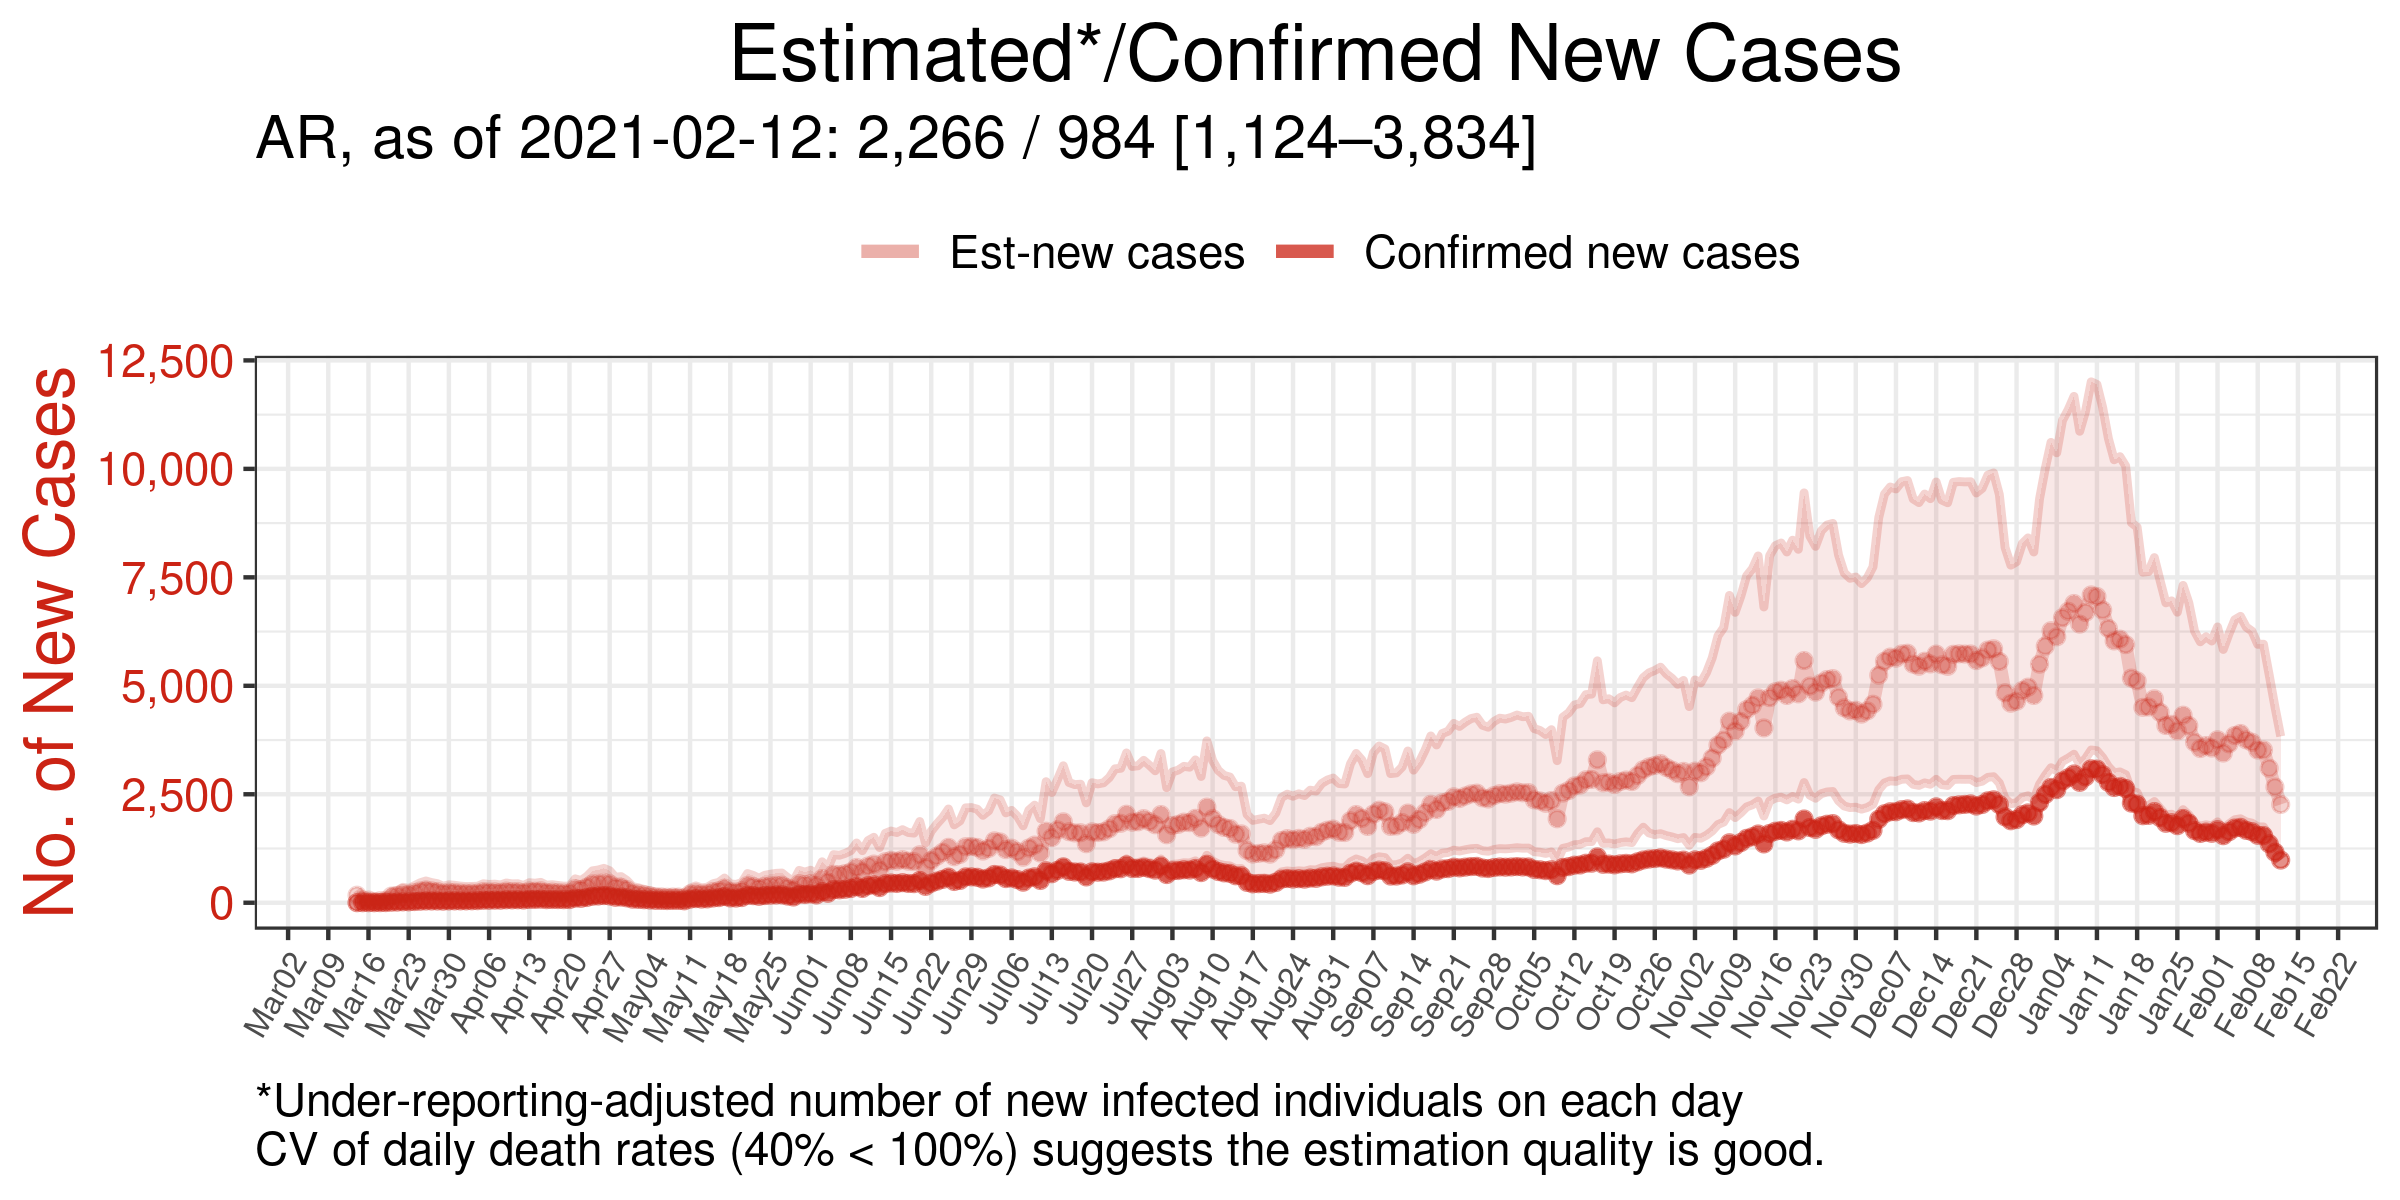 Estimated*/Confirmed New Cases
AR, as of 2021-02-12: 2,266 / 984 [1,124–3,834]
Est-new cases
Confirmed new cases
No. of New Cases
12,500
10,000
7,500
5,000
2,500
0
Mar02
Mar09
Mar16
Mar23
Mar30
Apr06
Apr13
Apr20
Apr27
May04
May11
May18
May25
Jun01
Jun08
Jun15
Jun22
Jun29
Jul06
Jul13
Jul20
Jul27
Aug03
Aug10
Aug17
Aug24
Aug31
Sep07
Sep14
Sep21
Sep28
Oct05
Oct12
Oct19
Oct26
Nov02
Nov09
Nov16
Nov23
Nov30
Dec07
Dec14
Dec21
Dec28
Jan04
Jan11
Jan18
Jan25
Feb01
Feb08
Feb15
Feb22
*Under-reporting-adjusted number of new infected individuals on each day
CV of daily death rates (40% < 100%) suggests the estimation quality is good.